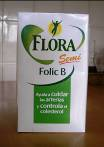 FLORA
Semi
Folic B
Ayuda a cuidar
las arterias
y controla el
colesterol